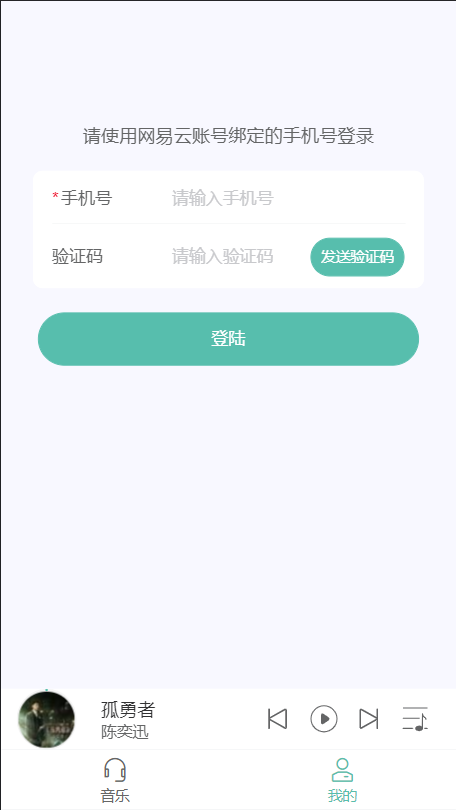 请使用网易云账号绑定的手机号登录
*手机号 请输入手机号
验证码 请输入验证码 发送验证码
登陆
孤勇者
陈奕迅
音乐 我的